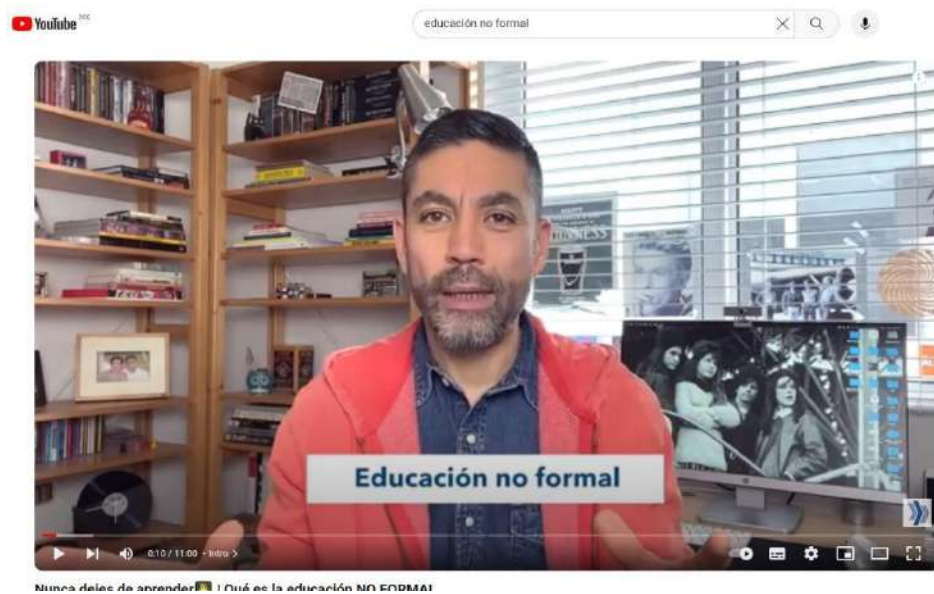 YouTube MX
educación no formal
GUINNESS
Educación no formal
0:10 / 11:00 • Intro >
Nunca dejes de aprender | Qué es la educación NO FORMAL